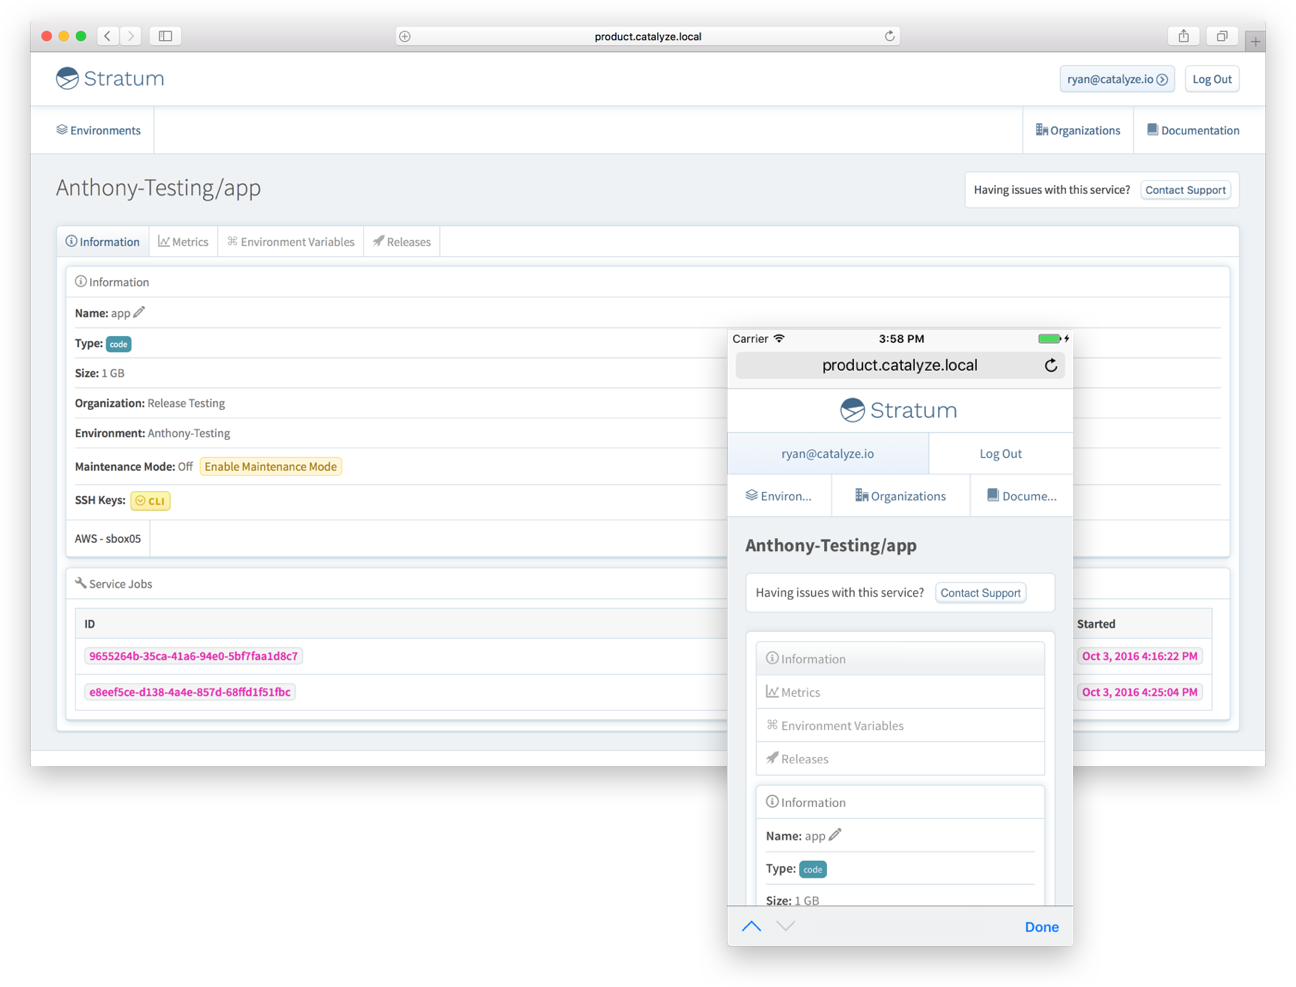 product.catalyze.local
Stratum
ryan@catalyze.io
Log Out
Environments
Organizations
Documentation
Anthony-Testing/app
Having issues with this service?
Contact Support
Information
Metrics
Environment Variables
Releases
Information
Name: app
Type: code
Size: 1 GB
Organization: Release Testing
Environment: Anthony-Testing
Maintenance Mode: Off Enable Maintenance Mode
SSH Keys: CLI
AWS - sbox05
Service Jobs
ID
Started
9655264b-35ca-41a6-94e0-5bf7faa1d8c7
Oct 3, 2016 4:16:22 PM
e8eef5ce-d138-4a4e-857d-68ffd1f51fbc
Oct 3, 2016 4:25:04 PM
Carrier
3:58 PM
product.catalyze.local
Stratum
ryan@catalyze.io
Log Out
Environ...
Organizations
Docume...
Anthony-Testing/app
Having issues with this service?
Contact Support
Information
Metrics
Environment Variables
Releases
Information
Name: app
Type: code
Size: 1 GB
Done